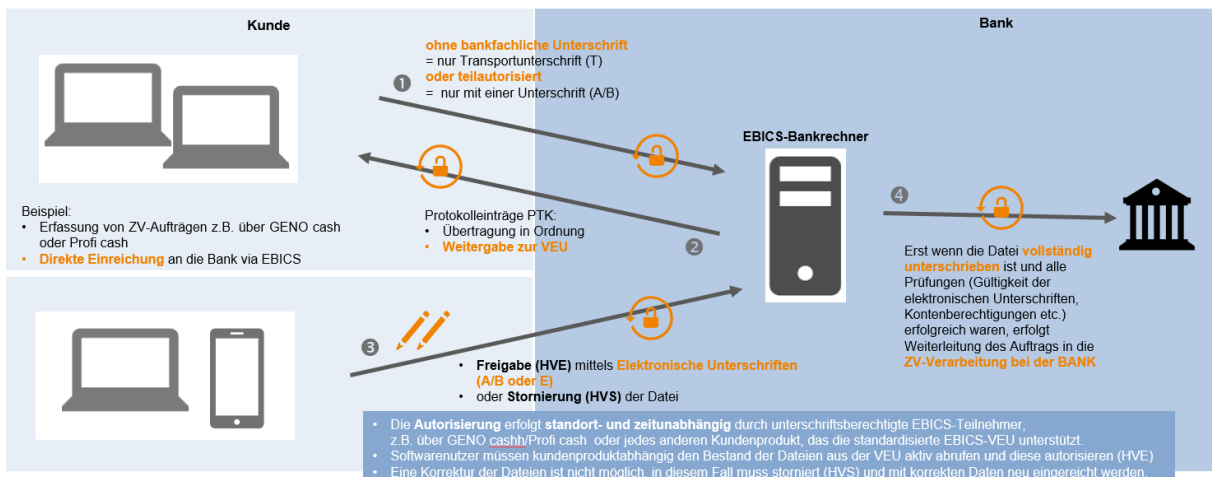 Kunde
Bank
ohne bankfachliche Unterschrift
= nur Transportunterschrift (T)
oder teilautorisiert
= nur mit einer Unterschrift (A/B)
1
EBICS-Bankrechner
Beispiel:
• Erfassung von ZV-Aufträgen z.B. über GENO cash
oder Profi cash
• Direkte Einreichung an die Bank via EBICS
Protokolleinträge PTK:
• Übertragung in Ordnung
• Weitergabe zur VEU
2
4
Erst wenn die Datei vollständig
unterschrieben ist und alle
Prüfungen (Gültigkeit der
elektronischen Unterschriften,
Kontenberechtigungen etc.)
erfolgreich waren, erfolgt
Weiterleitung des Auftrags in die
ZV-Verarbeitung bei der BANK
3
• Freigabe (HVE) mittels Elektronische Unterschriften
(A/B oder E)
• oder Stornierung (HVS) der Datei
• Die Autorisierung erfolgt standort- und zeitunabhängig durch unterschriftsberechtigte EBICS-Teilnehmer,
z.B. über GENO cashh/Profi cash oder jedes anderen Kundenprodukt, das die standardisierte EBICS-VEU unterstützt.
• Softwarenutzer müssen kundenproduktabhängig den Bestand der Dateien aus der VEU aktiv abrufen und diese autorisieren (HVE)
• Eine Korrektur der Dateien ist nicht möglich, in diesem Fall muss storniert (HVS) und mit korrekten Daten neu eingereicht werden.